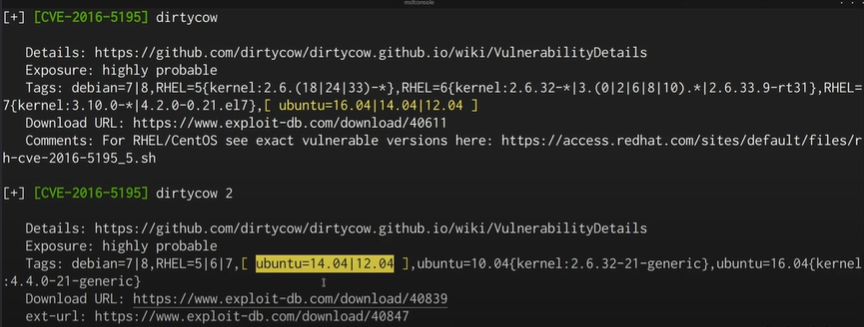 msfconsole
[+] [CVE-2016-5195] dirtycow
Details: https://github.com/dirtycow/dirtycow.github.io/wiki/VulnerabilityDetails
Exposure: highly probable
Tags: debian=7|8,RHEL=5{kernel:2.6.(18|24|33)-*},RHEL=6{kernel:2.6.32-*|3.(0|2|6|8|10).*|2.6.33.9-rt31},RHEL=
7{kernel:3.10.0-*|4.2.0-0.21.el7},[ ubuntu=16.04|14.04|12.04 ]
Download URL: https://www.exploit-db.com/download/40611
Comments: For RHEL/CentOS see exact vulnerable versions here: https://access.redhat.com/sites/default/files/r
h-cve-2016-5195_5.sh
[+] [CVE-2016-5195] dirtycow 2
Details: https://github.com/dirtycow/dirtycow.github.io/wiki/VulnerabilityDetails
Exposure: highly probable
Tags: debian=7|8,RHEL=5|6|7,[ ubuntu=14.04|12.04 ],ubuntu=10.04{kernel:2.6.32-21-generic},ubuntu=16.04{kernel
:4.4.0-21-generic}
Download URL: https://www.exploit-db.com/download/40839
ext-url: https://www.exploit-db.com/download/40847